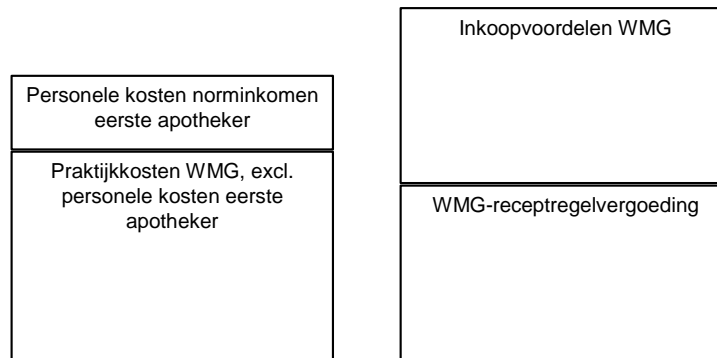 Personele kosten norminkomen
eerste apotheker
Praktijkkosten WMG, excl.
personele kosten eerste
apotheker
Inkoopvoordelen WMG
WMG-receptregelvergoeding